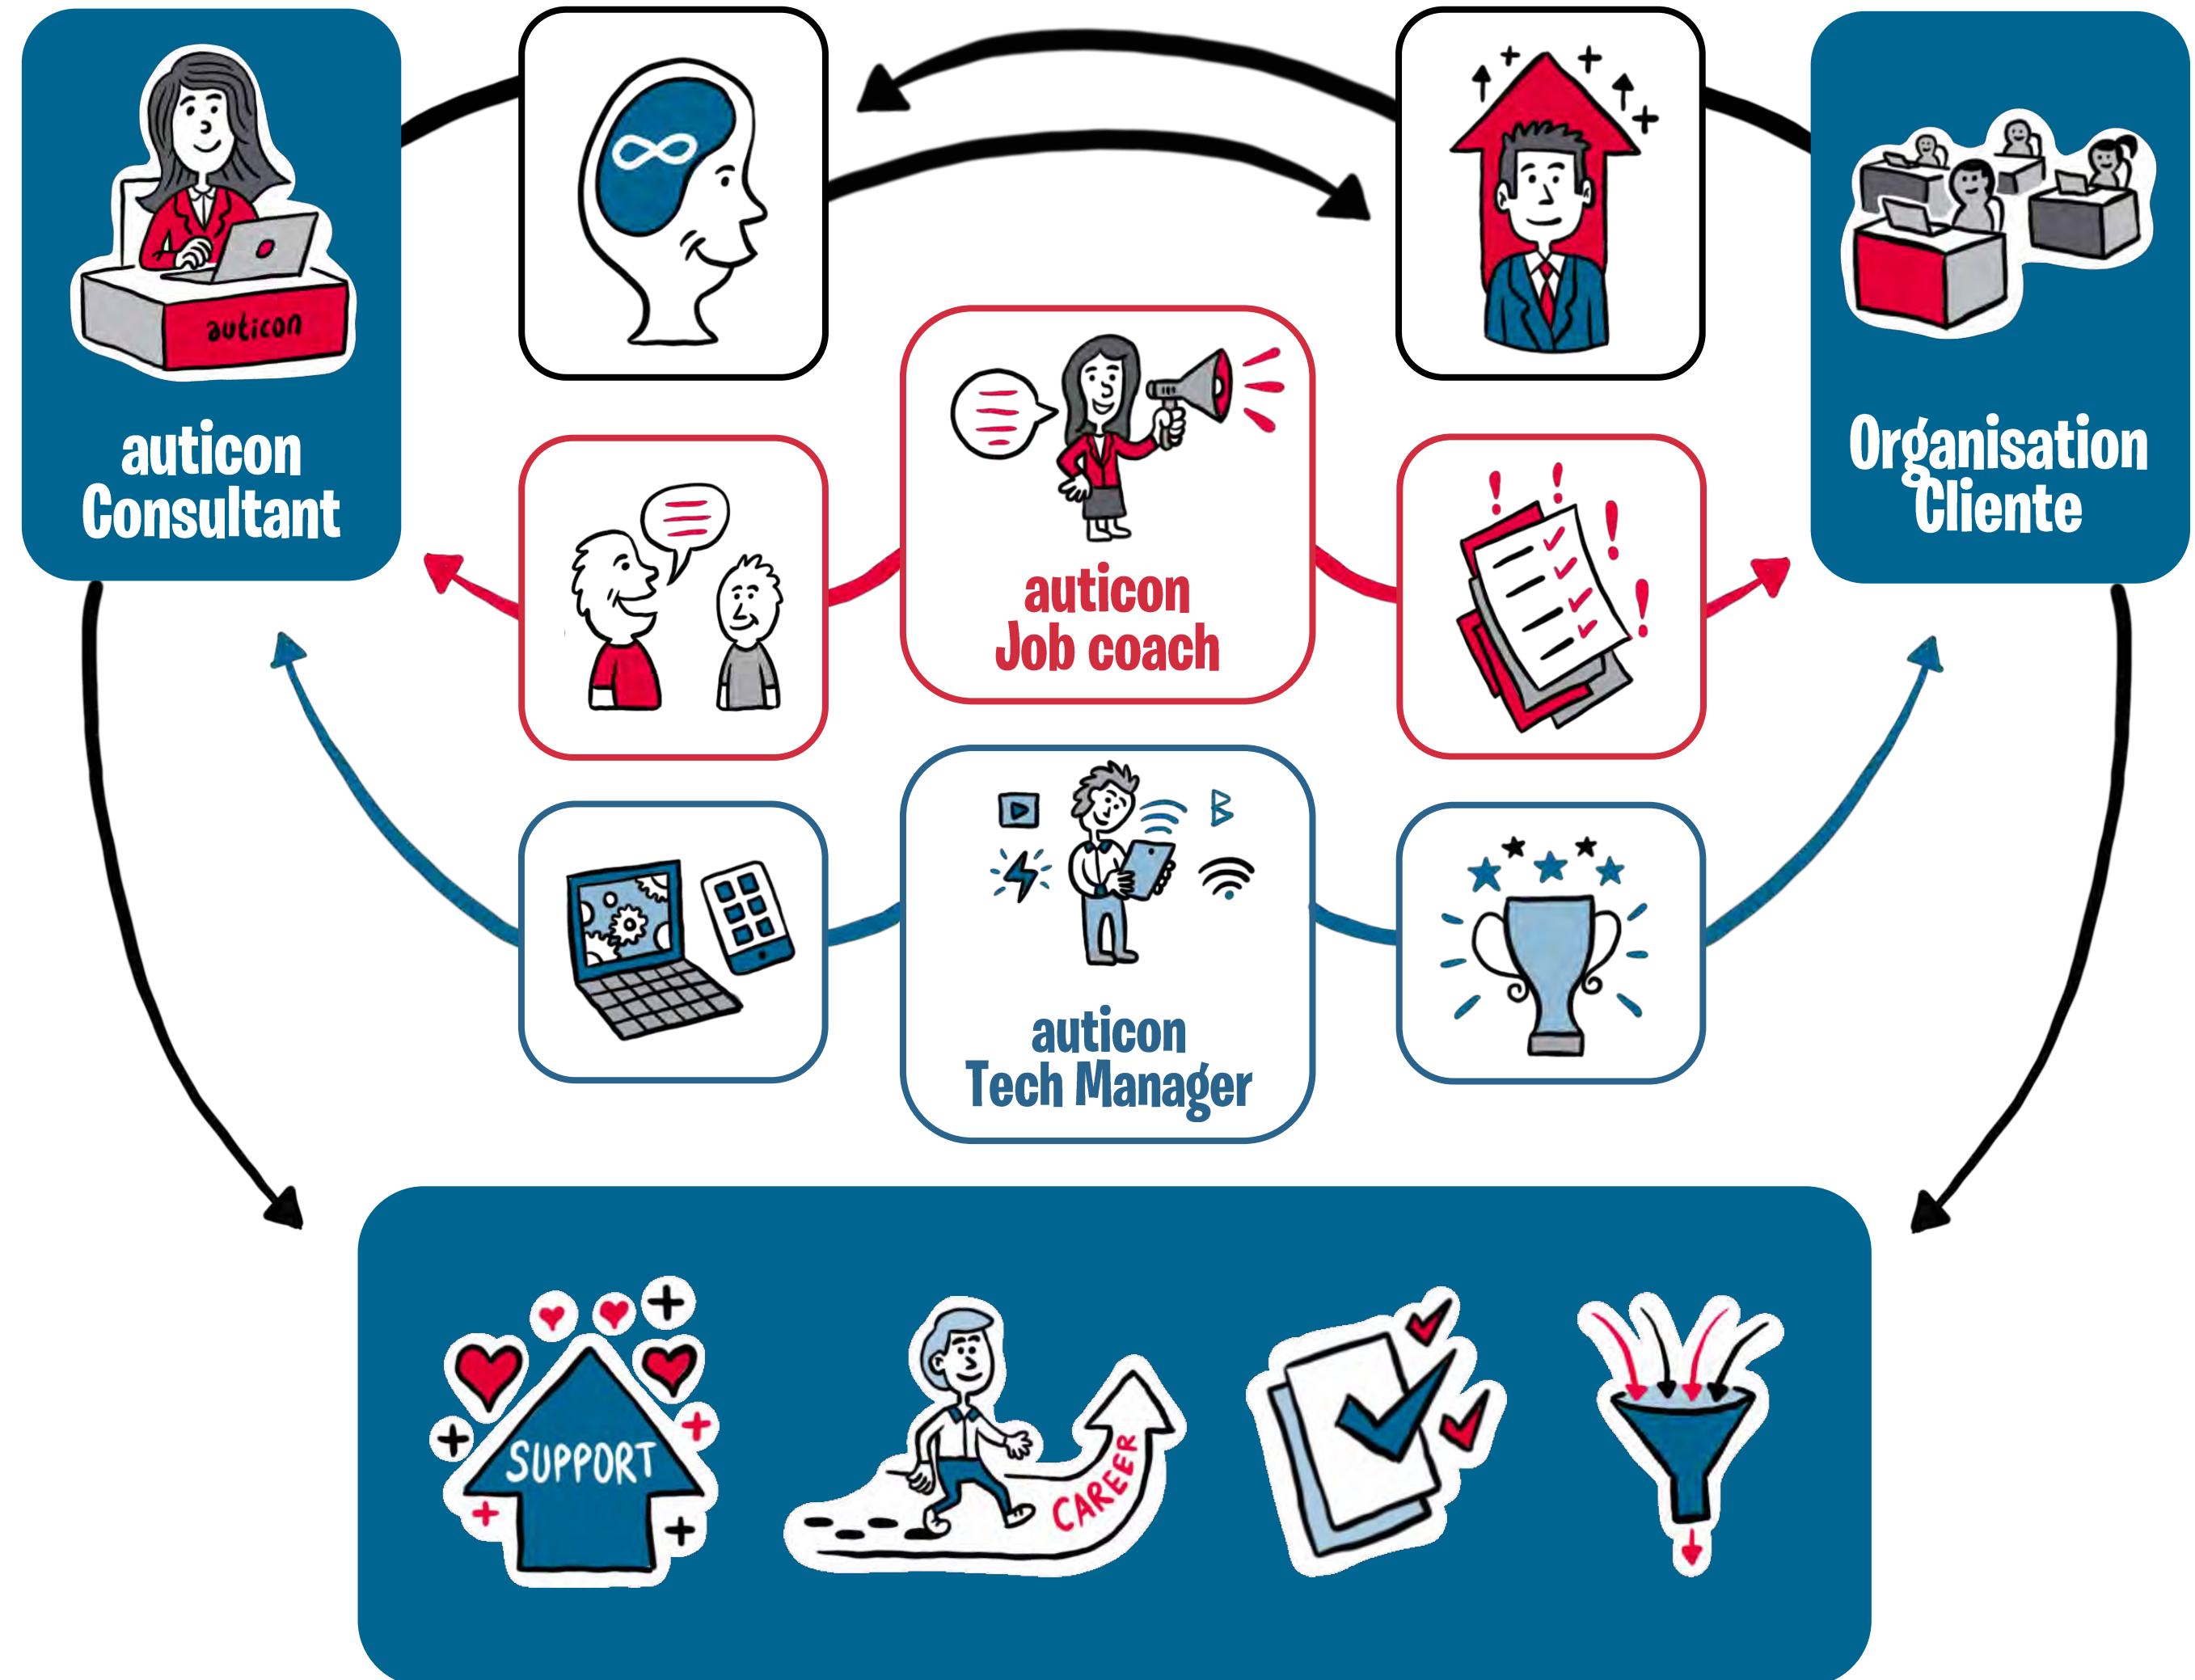 auticon
auticon
Consultant
Organisation
Cliente
auticon
Job coach
auticon
Tech Manager
SUPPORT
CAREER